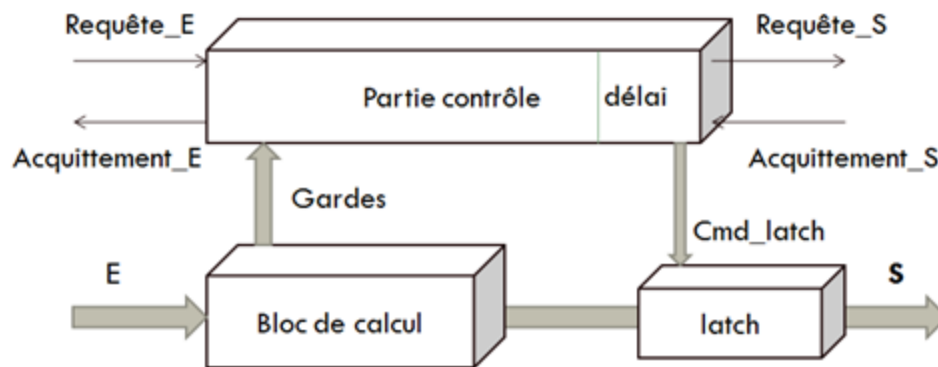 Requête_E
Requête_S
Partie contrôle
délai
Acquittement_E
Acquittement_S
Gardes
Cmd_latch
E
S
Bloc de calcul
latch